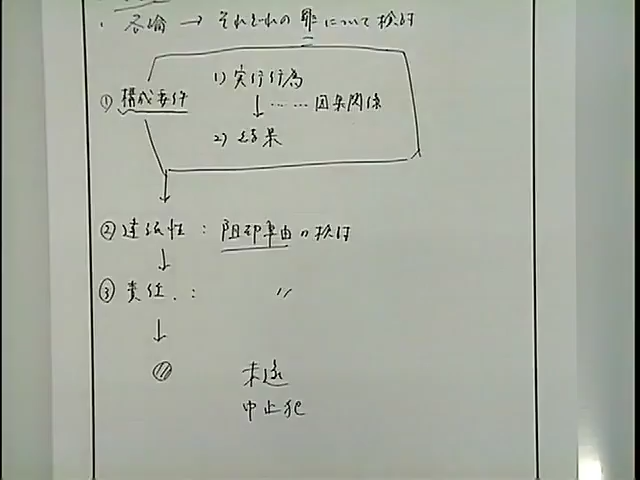 ・各論 → それぞれの罪について検討
① 構成要件
1) 実行行為
↓ …… 因果関係
2) 結果
↓
② 違法性 : 阻却事由の検討
↓
③ 責任. : 〃
↓
未遂
中止犯